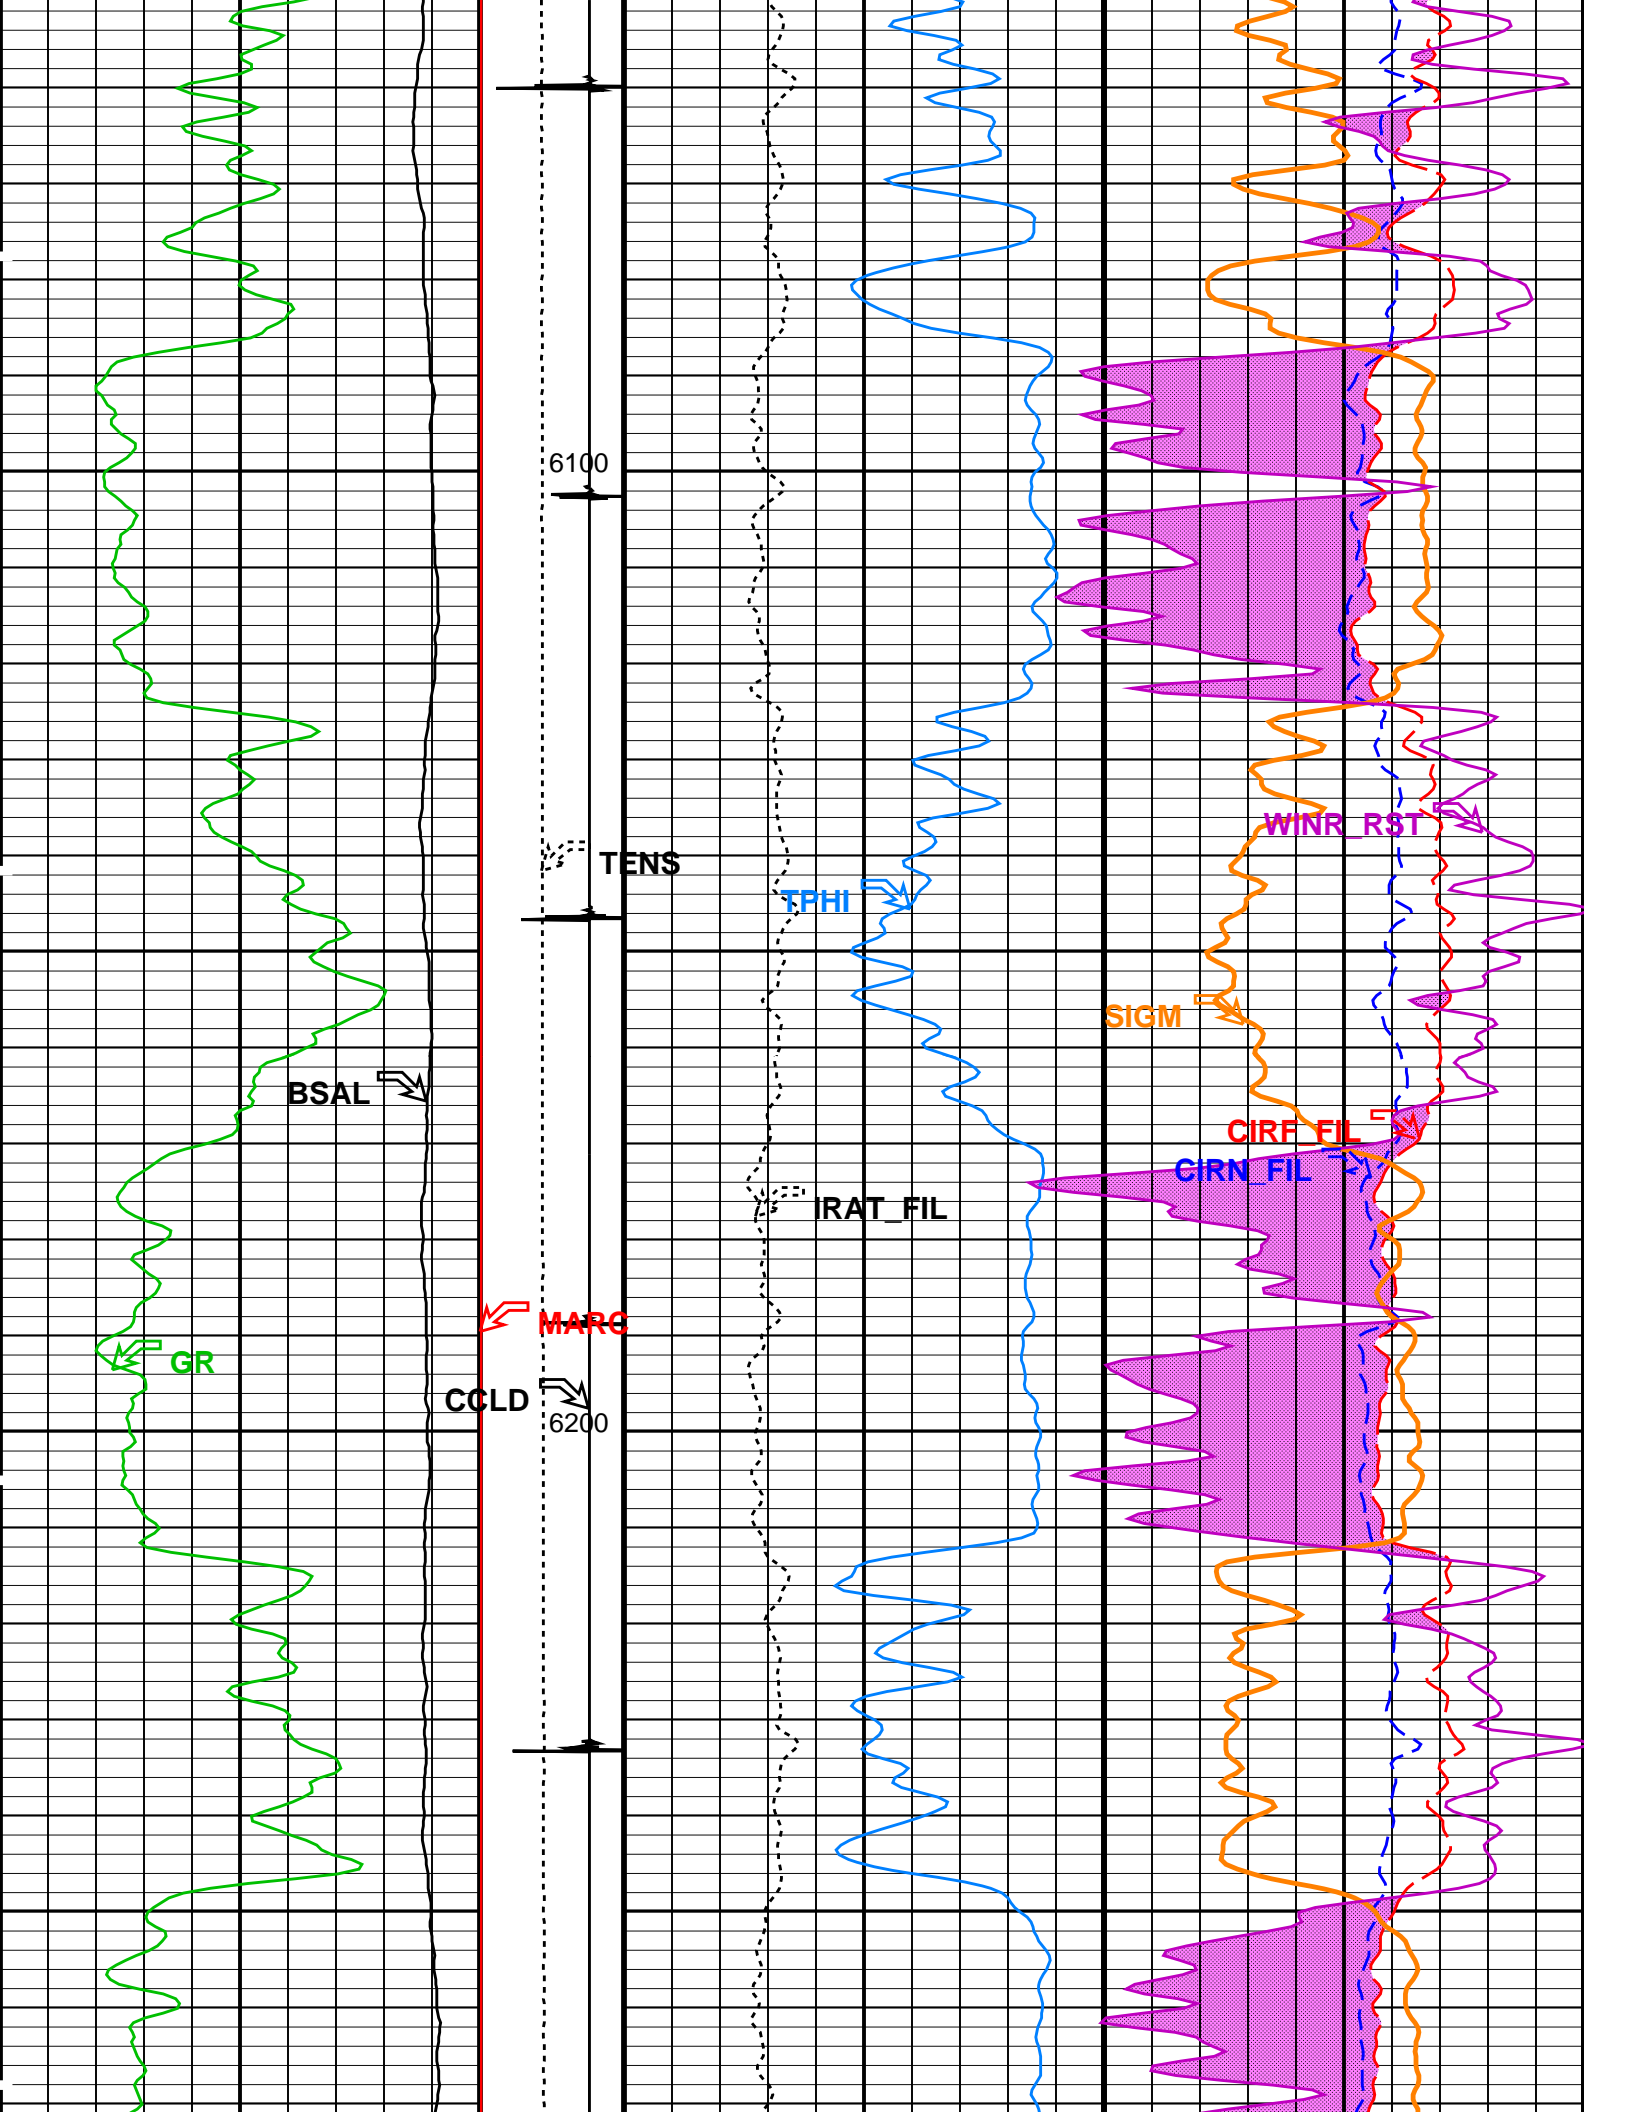 6100
WINR_RST
TENS
TPHI
SIGM
BSAL
CIRF_FIL
CIRN_FIL
IRAT_FIL
MARC
GR
CCLD
6200